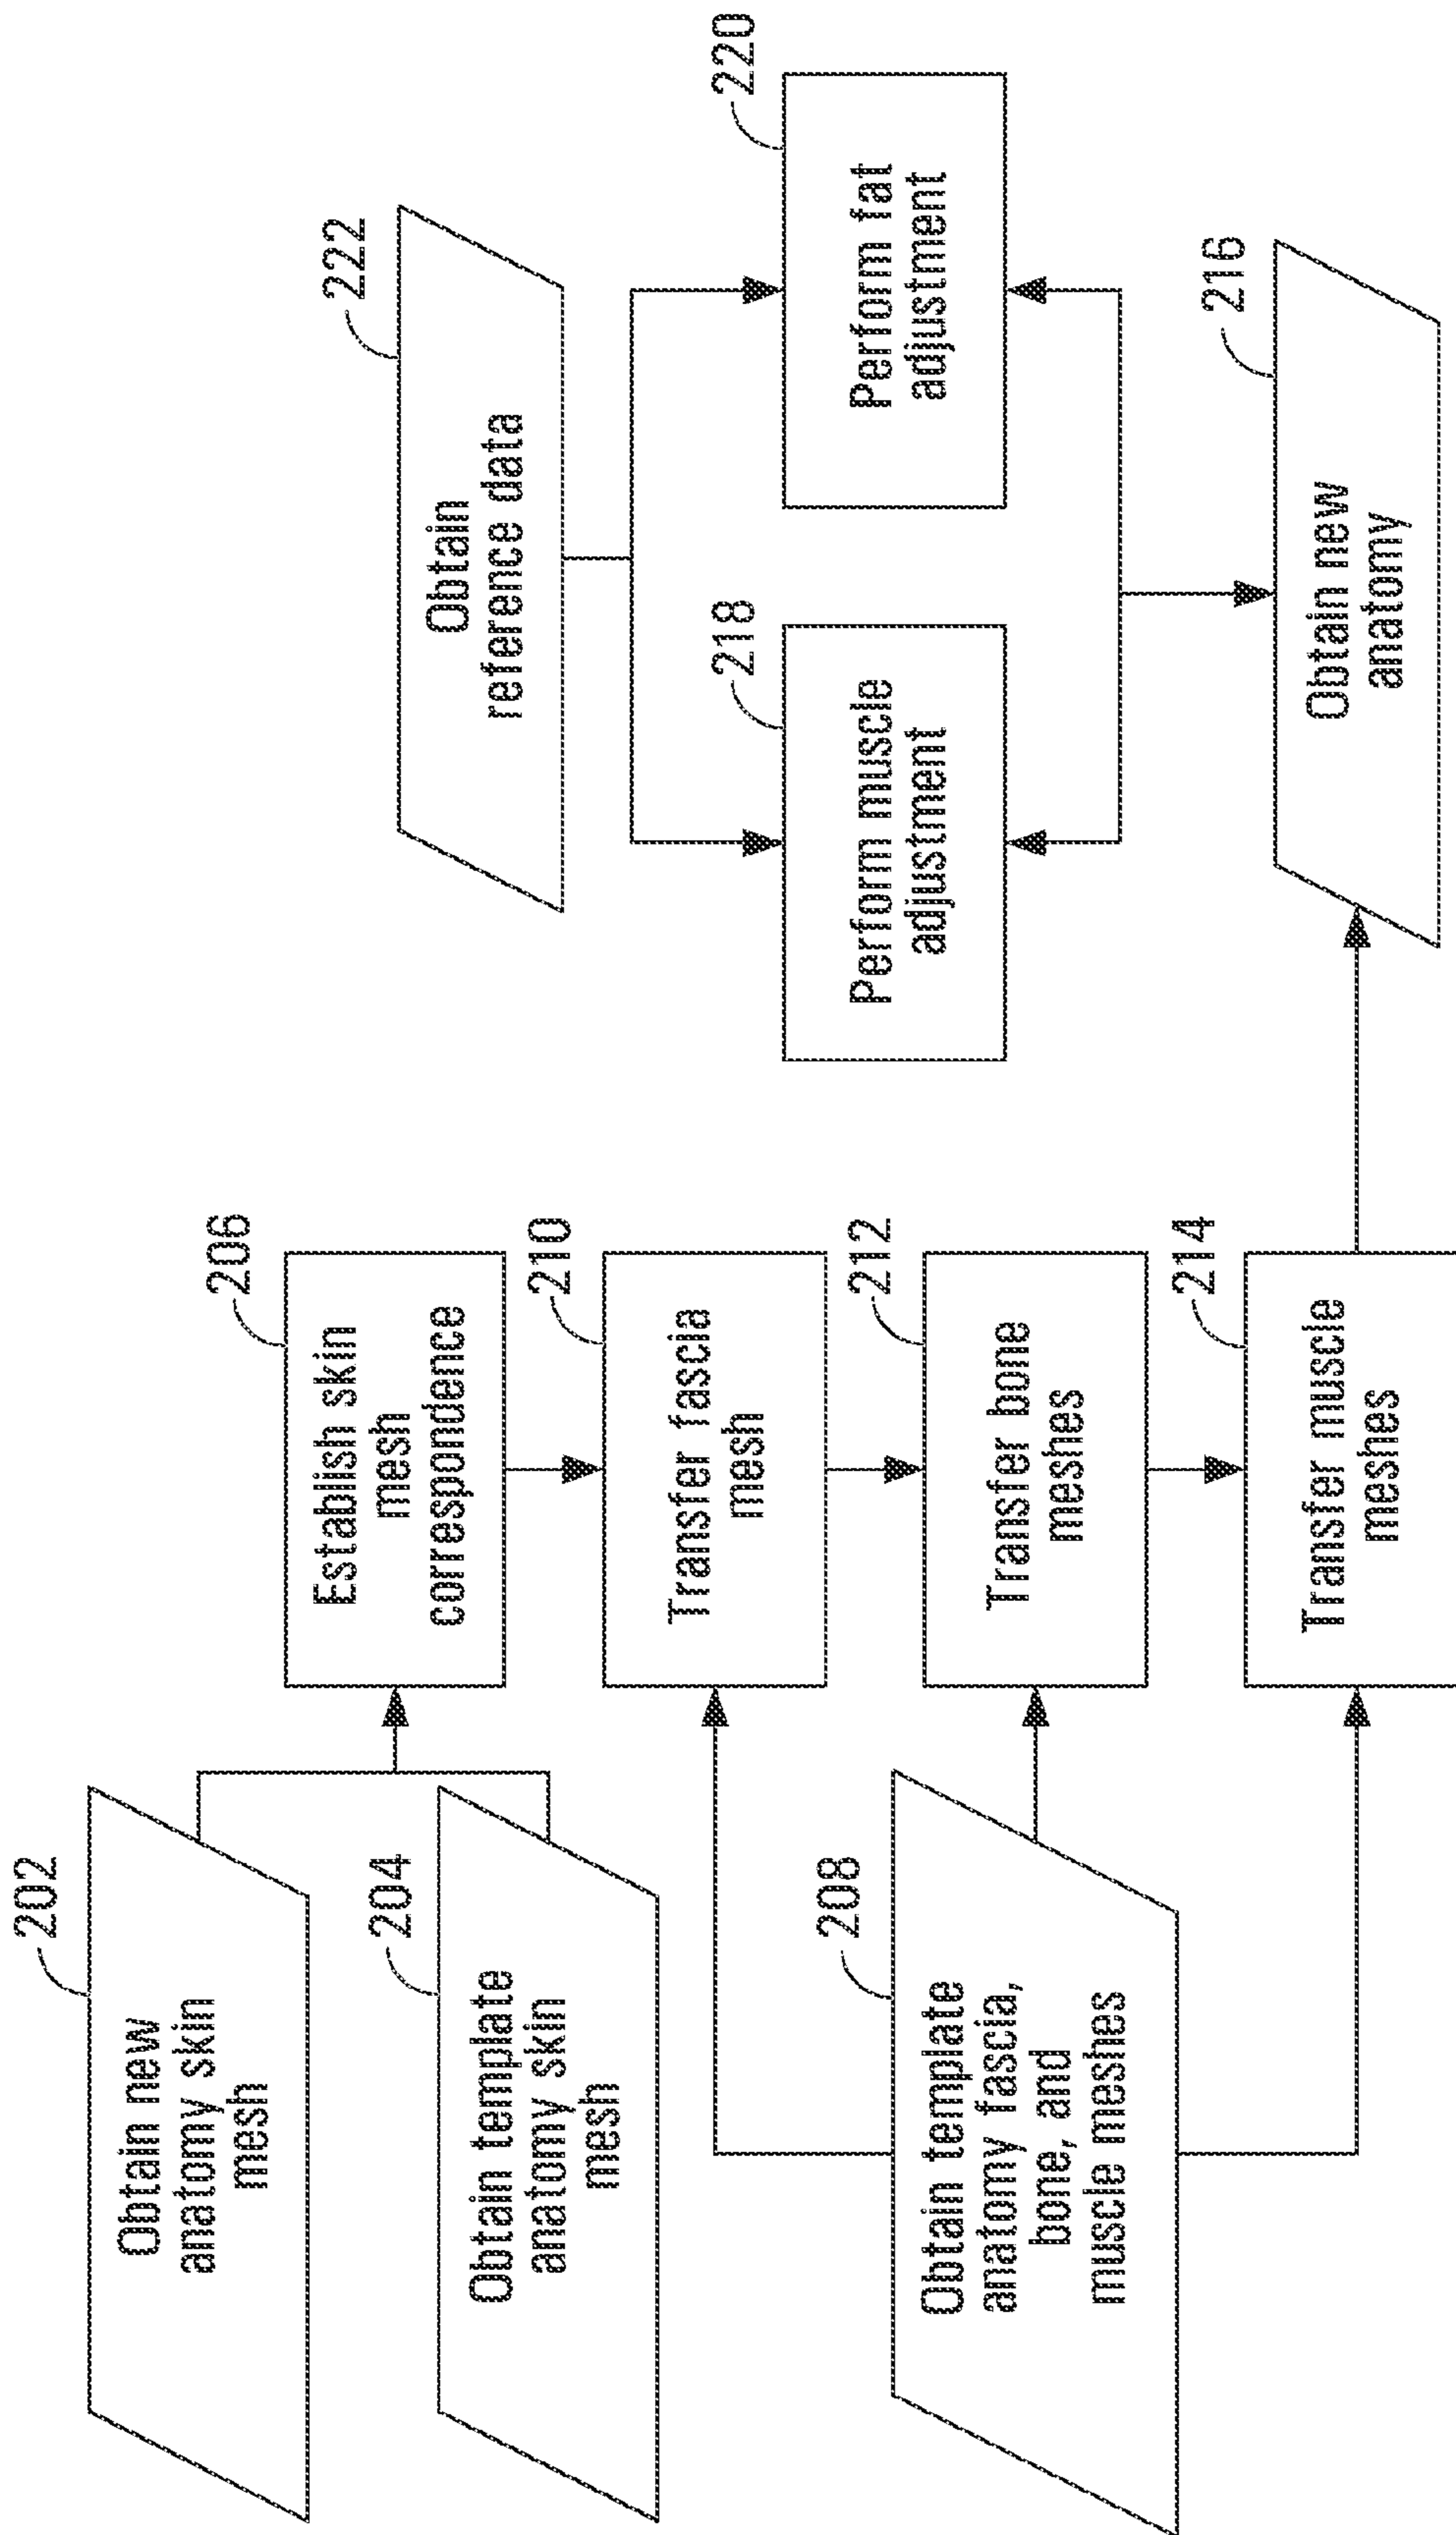 202
Obtain new
anatomy skin
mesh
204
Obtain template
anatomy skin
mesh
206
Establish skin
mesh
correspondence
208
Obtain template
anatomy fascia,
bone, and
muscle meshes
210
Transfer fascia
mesh
212
Transfer bone
meshes
214
Transfer muscle
meshes
222
Obtain
reference data
218
Perform muscle
adjustment
220
Perform fat
adjustment
216
Obtain new
anatomy